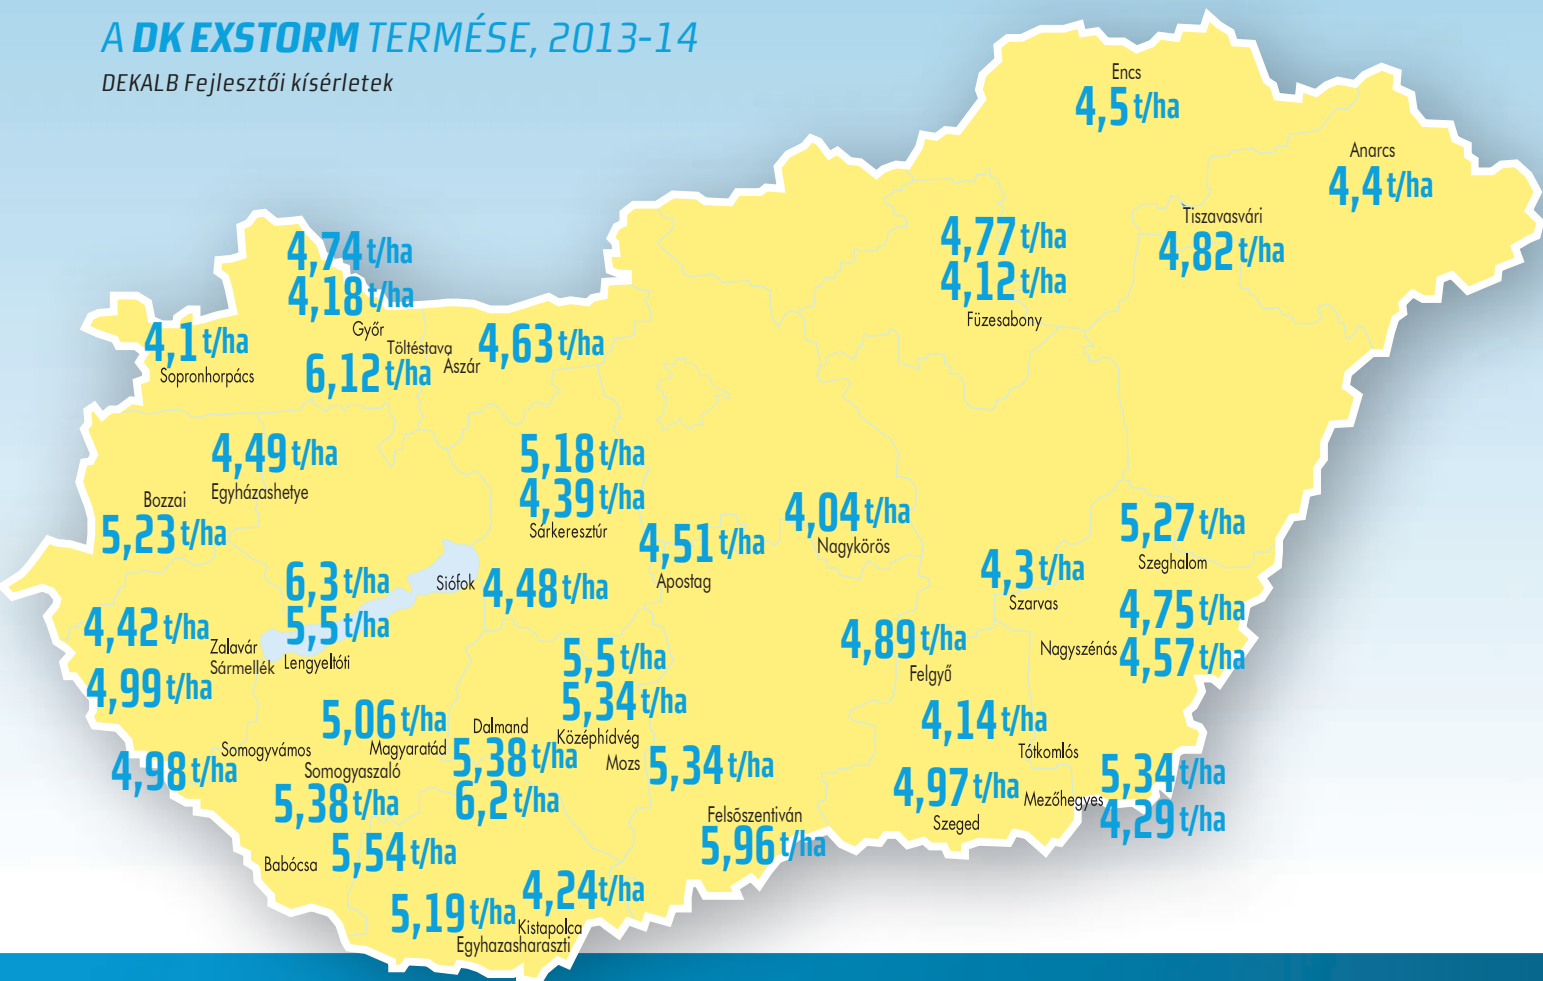 A DK EXSTORM TERMÉSE, 2013-14
DEKALB Fejlesztői kísérletek
Encs
4,5 t/ha
Anarcs
4,4 t/ha
Tiszavasvári
4,82 t/ha
4,77 t/ha
4,12 t/ha
Füzesabony
4,74 t/ha
4,18 t/ha
Győr
4,1 t/ha
Sopronhorpács
Töltéstava
6,12 t/ha
Ászár
4,63 t/ha
4,49 t/ha
Egyházashetye
Bozzai
5,23 t/ha
5,18 t/ha
4,39 t/ha
Sárkeresztúr
4,51 t/ha
Apostag
4,04 t/ha
Nagykörös
5,27 t/ha
Szeghalom
4,3 t/ha
Szarvas
6,3 t/ha
5,5 t/ha
Lengyeltóti
Siófok
4,48 t/ha
4,42 t/ha
Zalavár
Sármellék
4,99 t/ha
4,75 t/ha
Nagyszénás
4,57 t/ha
4,89 t/ha
Felgyő
5,5 t/ha
5,34 t/ha
Középhídvég
5,06 t/ha
Magyaratád
Dalmand
5,38 t/ha
6,2 t/ha
Mozs
5,34 t/ha
4,14 t/ha
Tótkomlós
Somogyvámos
4,98 t/ha
Somogyaszaló
5,38 t/ha
4,97 t/ha
Szeged
Mezőhegyes
5,34 t/ha
4,29 t/ha
Felsőszentiván
5,96 t/ha
Babócsa
5,54 t/ha
4,24 t/ha
Kistapolca
5,19 t/ha
Egyhazasharaszti